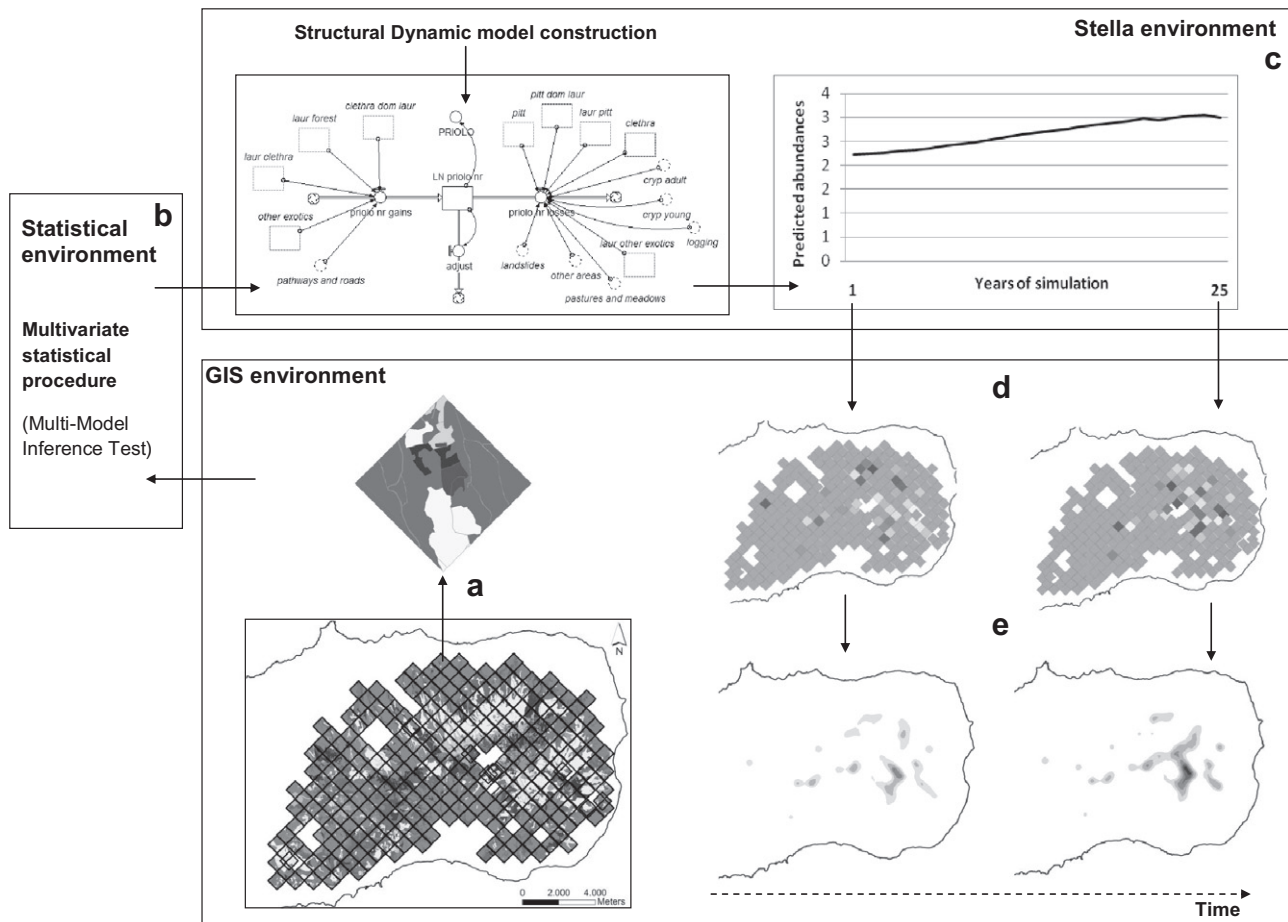 Structural Dynamic model construction
Stella environment
c
clethra dom laur
laur forest
laur clethra
other exotics
pathways and roads
PRIOLO
LN priolo nr
priolo nr gains
adjust
pitt dom laur
pitt
laur pitt
clethra
cryp adult
cryp young
logging
priolo nr losses
laur other exotics
landslides
other areas
pastures and meadows
Predicted abundances
4
3
3
2
2
1
1
0
1
Years of simulation
25
b
Statistical
environment
Multivariate
statistical
procedure
(Multi-Model
Inference Test)
GIS environment
a
N
0 2.000 4.000
Meters
d
e
Time